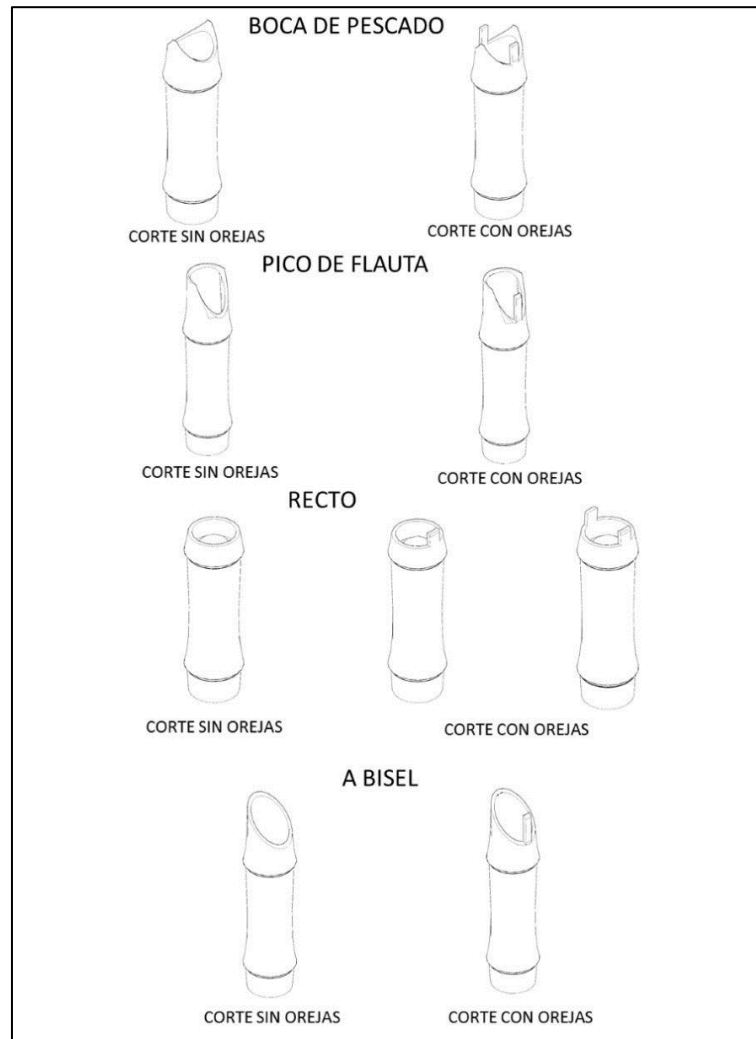 BOCA DE PESCADO
CORTE SIN OREJAS
CORTE CON OREJAS
PICO DE FLAUTA
CORTE SIN OREJAS
CORTE CON OREJAS
RECTO
CORTE SIN OREJAS
CORTE CON OREJAS
A BISEL
CORTE SIN OREJAS
CORTE CON OREJAS